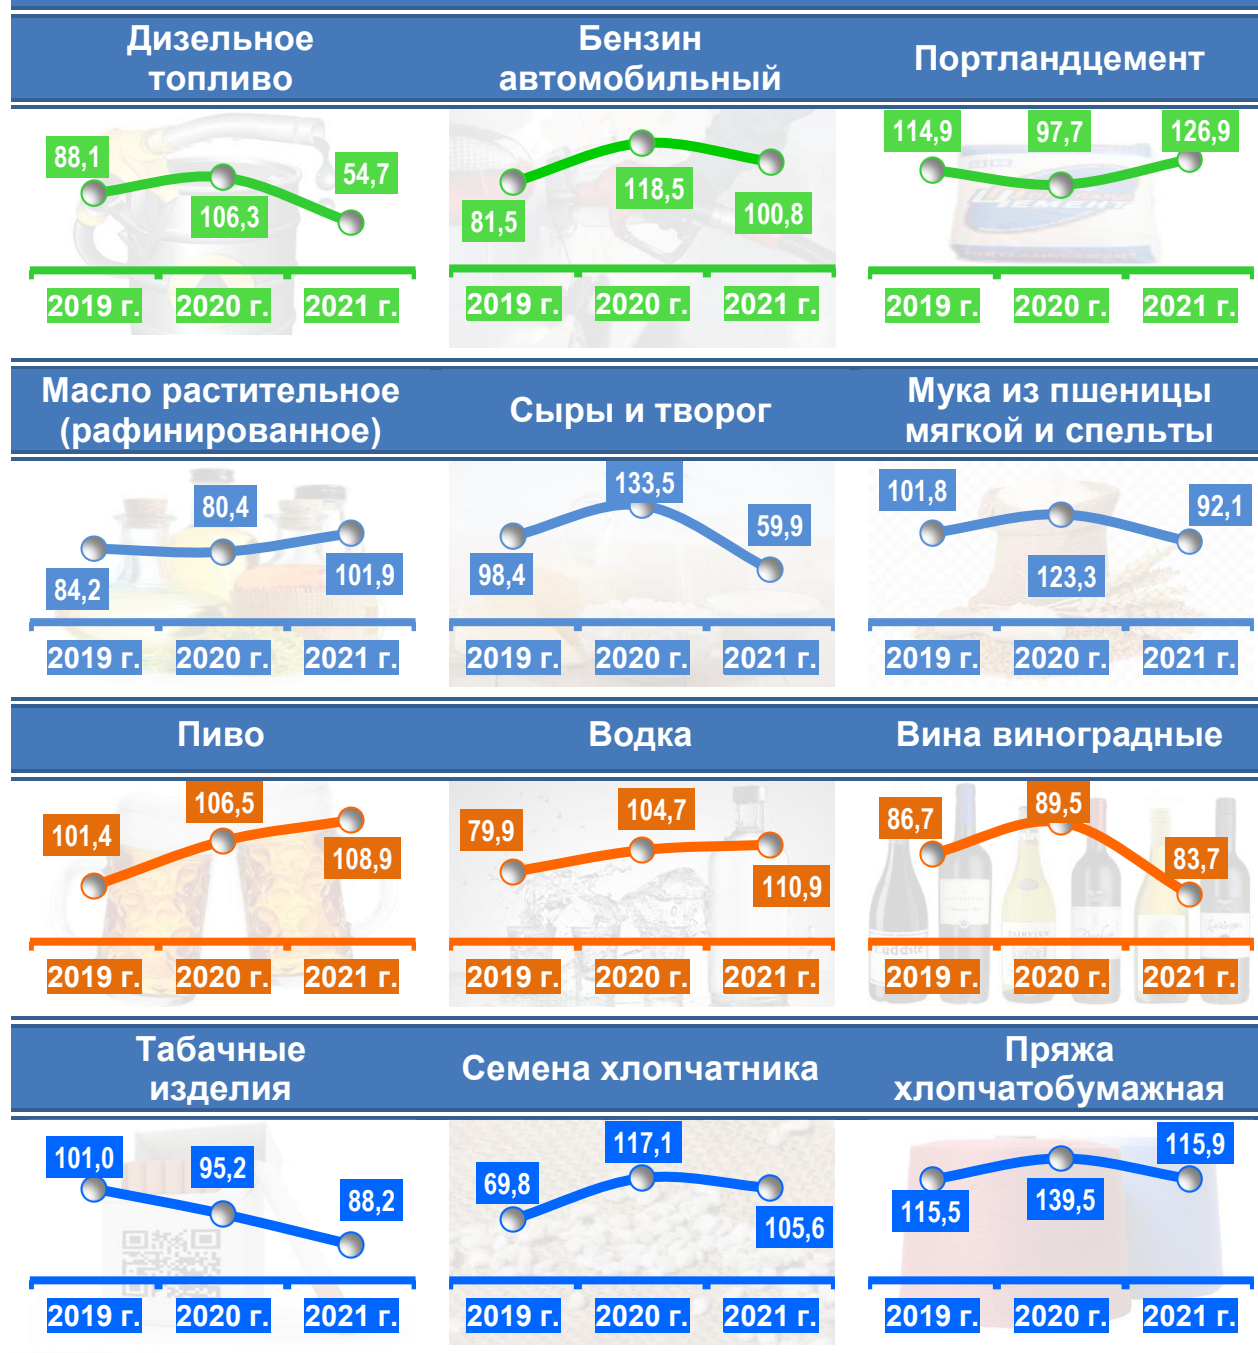 Дизельное
топливо
Бензин
автомобильный
Портландцемент
88,1
106,3
54,7
2019 г. 2020 г. 2021 г.
81,5
118,5
100,8
2019 г. 2020 г. 2021 г.
114,9
97,7
126,9
ЦЕМЕНТ
2019 г. 2020 г. 2021 г.
Масло растительное
(рафинированное)
Сыры и творог
Мука из пшеницы
мягкой и спельты
84,2
80,4
101,9
2019 г. 2020 г. 2021 г.
98,4
133,5
59,9
2019 г. 2020 г. 2021 г.
101,8
123,3
92,1
2019 г. 2020 г. 2021 г.
Пиво
Водка
Вина виноградные
101,4
106,5
108,9
2019 г. 2020 г. 2021 г.
79,9
104,7
110,9
2019 г. 2020 г. 2021 г.
86,7
89,5
83,7
2019 г. 2020 г. 2021 г.
Табачные
изделия
Семена хлопчатника
Пряжа
хлопчатобумажная
101,0
95,2
88,2
2019 г. 2020 г. 2021 г.
69,8
117,1
105,6
2019 г. 2020 г. 2021 г.
115,5
139,5
115,9
2019 г. 2020 г. 2021 г.